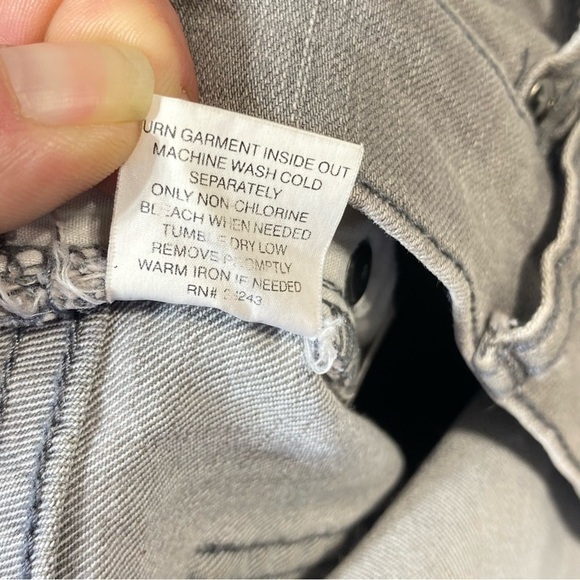 URN GARMENT INSIDE OUT
MACHINE WASH COLD
SEPARATELY
ONLY NON-CHLORINE
BLEACH WHEN NEEDED
TUMBLE DRY LOW
REMOVE PROMPTLY
WARM IRON IF NEEDED
RN#